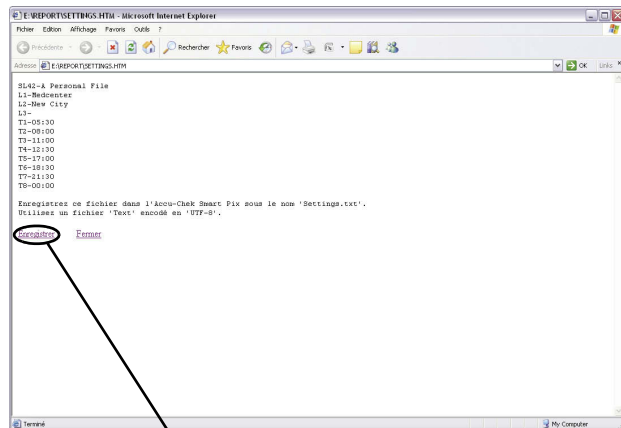 E:\REPORT\SETTINGS.HTM - Microsoft Internet Explorer
Fichier Edition Affichage Favoris Outils ?
Précédente Rechercher Favoris
Adresse E:\REPORT\SETTINGS.HTM OK Links »
SL42-A Personal File
L1-Medcenter
L2-New City
L3-
T1-05:30
T2-08:00
T3-11:00
T4-12:30
T5-17:00
T6-18:30
T7-21:30
T8-00:00
Enregistrez ce fichier dans l'Accu-Chek Smart Pix sous le nom 'Settings.txt'.
Utilisez un fichier 'Text' encodé en 'UTF-8'.
Enregistrer Fermer
Terminé My Computer